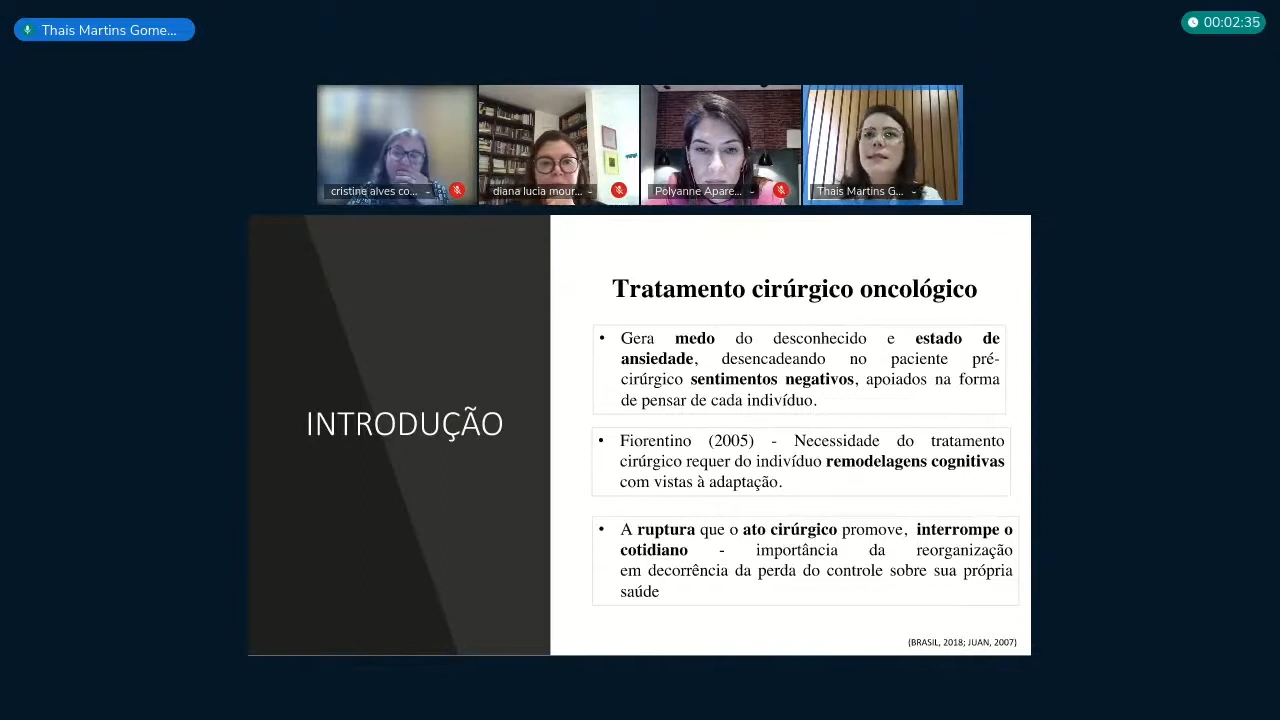 Thais Martins Gome...
00:02:35
cristine alves co...
diana lucia mour...
Polyanne Apare...
Thais Martins G...
INTRODUÇÃO
Tratamento cirúrgico oncológico
• Gera medo do desconhecido e estado de
ansiedade, desencadeando no paciente pré-
cirúrgico sentimentos negativos, apoiados na forma
de pensar de cada indivíduo.
• Fiorentino (2005) - Necessidade do tratamento
cirúrgico requer do indivíduo remodelagens cognitivas
com vistas à adaptação.
• A ruptura que o ato cirúrgico promove, interrompe o
cotidiano - importância da reorganização
em decorrência da perda do controle sobre sua própria
saúde
(BRASIL, 2018; JUAN, 2007)